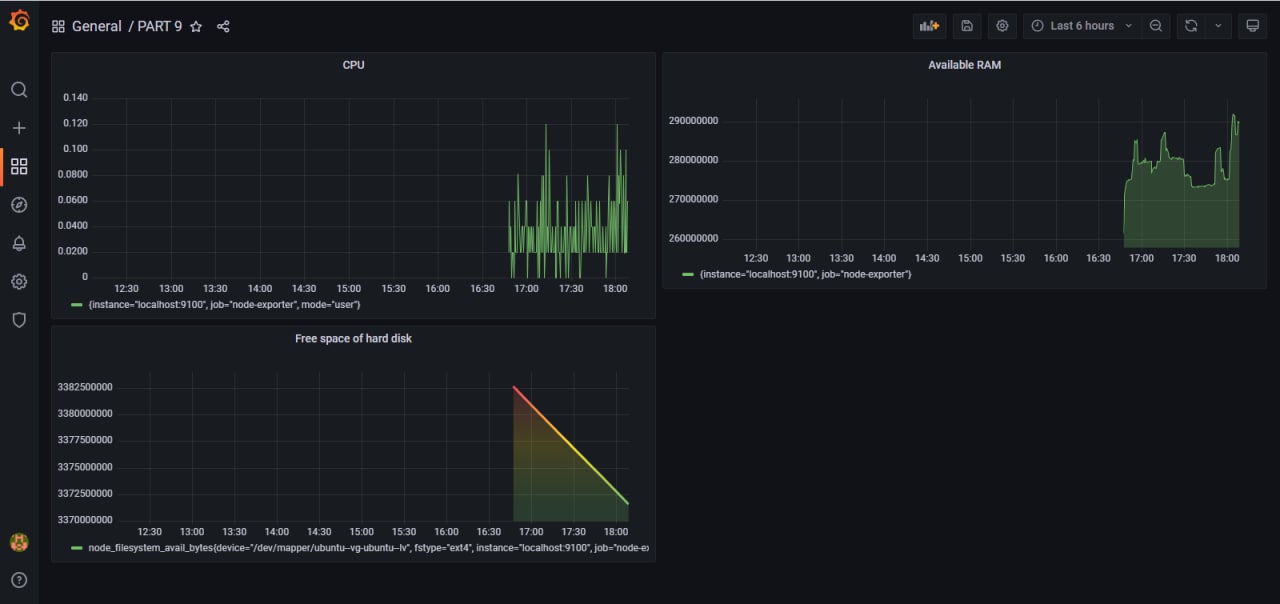 General / PART 9
Last 6 hours
CPU
0.140
0.120
0.100
0.0800
0.0600
0.0400
0.0200
0
12:30 13:00 13:30 14:00 14:30 15:00 15:30 16:00 16:30 17:00 17:30 18:00
{instance="localhost:9100", job="node-exporter", mode="user"}
Available RAM
290000000
280000000
270000000
260000000
12:30 13:00 13:30 14:00 14:30 15:00 15:30 16:00 16:30 17:00 17:30 18:00
{instance="localhost:9100", job="node-exporter"}
Free space of hard disk
3382500000
3380000000
3377500000
3375000000
3372500000
3370000000
12:30 13:00 13:30 14:00 14:30 15:00 15:30 16:00 16:30 17:00 17:30 18:00
node_filesystem_avail_bytes{device="/dev/mapper/ubuntu--vg-ubuntu--lv", fstype="ext4", instance="localhost:9100", job="node-ex